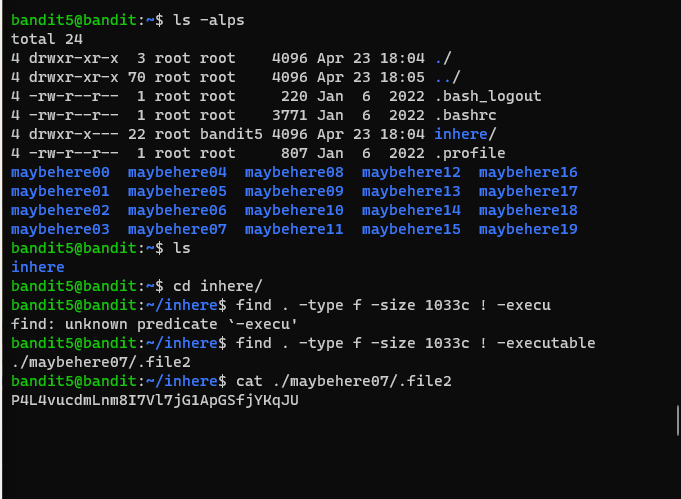 bandit5@bandit:~$ ls -alps
total 24
4 drwxr-xr-x  3 root root    4096 Apr 23 18:04 ./
4 drwxr-xr-x 70 root root    4096 Apr 23 18:05 ../
4 -rw-r--r--  1 root root     220 Jan  6  2022 .bash_logout
4 -rw-r--r--  1 root root    3771 Jan  6  2022 .bashrc
4 drwxr-x--- 22 root bandit5 4096 Apr 23 18:04 inhere/
4 -rw-r--r--  1 root root     807 Jan  6  2022 .profile
maybehere00  maybehere04  maybehere08  maybehere12  maybehere16
maybehere01  maybehere05  maybehere09  maybehere13  maybehere17
maybehere02  maybehere06  maybehere10  maybehere14  maybehere18
maybehere03  maybehere07  maybehere11  maybehere15  maybehere19
bandit5@bandit:~$ ls
inhere
bandit5@bandit:~$ cd inhere/
bandit5@bandit:~/inhere$ find . -type f -size 1033c ! -execu
find: unknown predicate `-execu'
bandit5@bandit:~/inhere$ find . -type f -size 1033c ! -executable
./maybehere07/.file2
bandit5@bandit:~/inhere$ cat ./maybehere07/.file2
P4L4vucdmLnm8I7Vl7jG1ApGSfjYKqJU